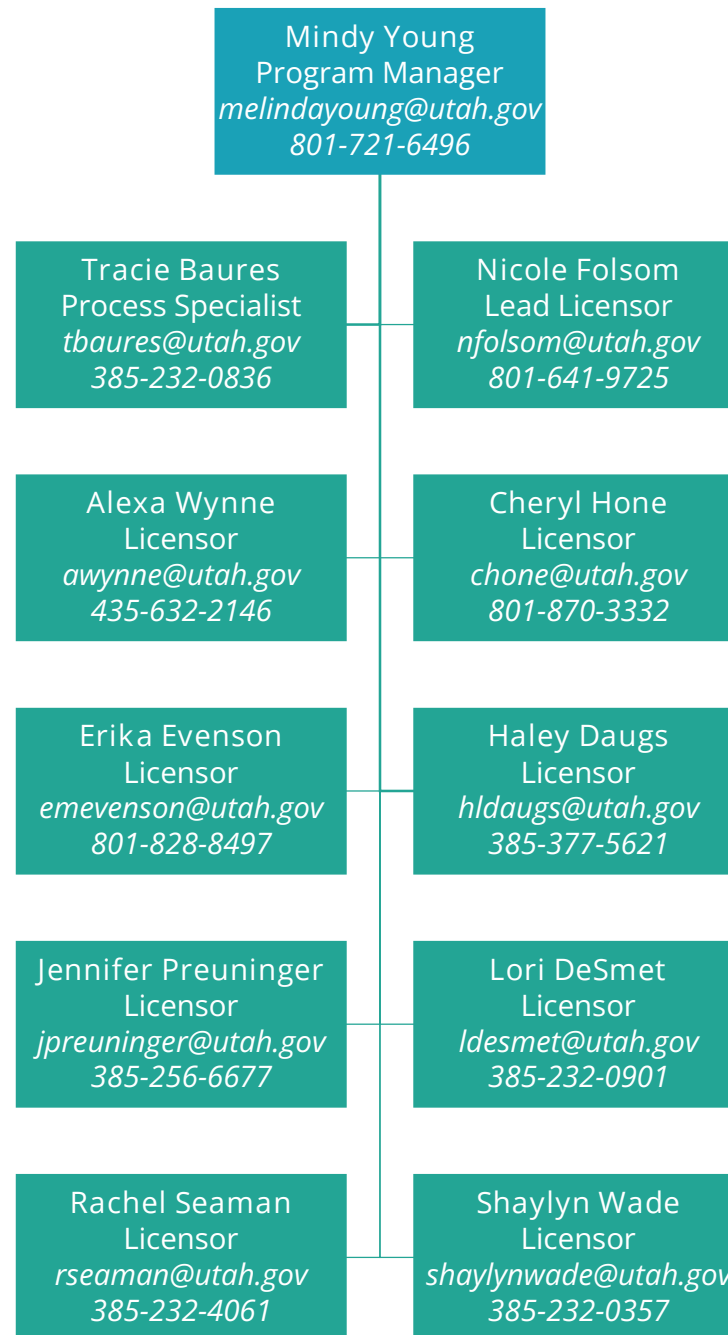 Mindy Young
Program Manager
melindayoung@utah.gov
801-721-6496
Tracie Baures
Process Specialist
tbaures@utah.gov
385-232-0836
Nicole Folsom
Lead Licensor
nfolsom@utah.gov
801-641-9725
Alexa Wynne
Licensor
awynne@utah.gov
435-632-2146
Cheryl Hone
Licensor
chone@utah.gov
801-870-3332
Erika Evenson
Licensor
emevenson@utah.gov
801-828-8497
Haley Daugs
Licensor
hldaugs@utah.gov
385-377-5621
Jennifer Preuninger
Licensor
jpreuninger@utah.gov
385-256-6677
Lori DeSmet
Licensor
ldesmet@utah.gov
385-232-0901
Rachel Seaman
Licensor
rseaman@utah.gov
385-232-4061
Shaylyn Wade
Licensor
shaylynwade@utah.gov
385-232-0357